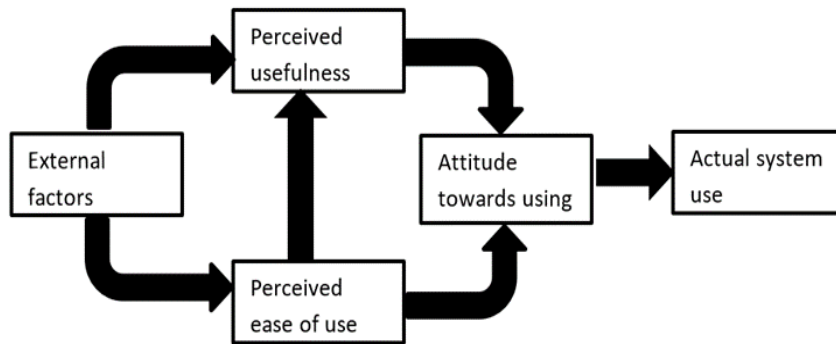 Perceived
usefulness
External
factors
Attitude
towards using
Actual system
use
Perceived
ease of use